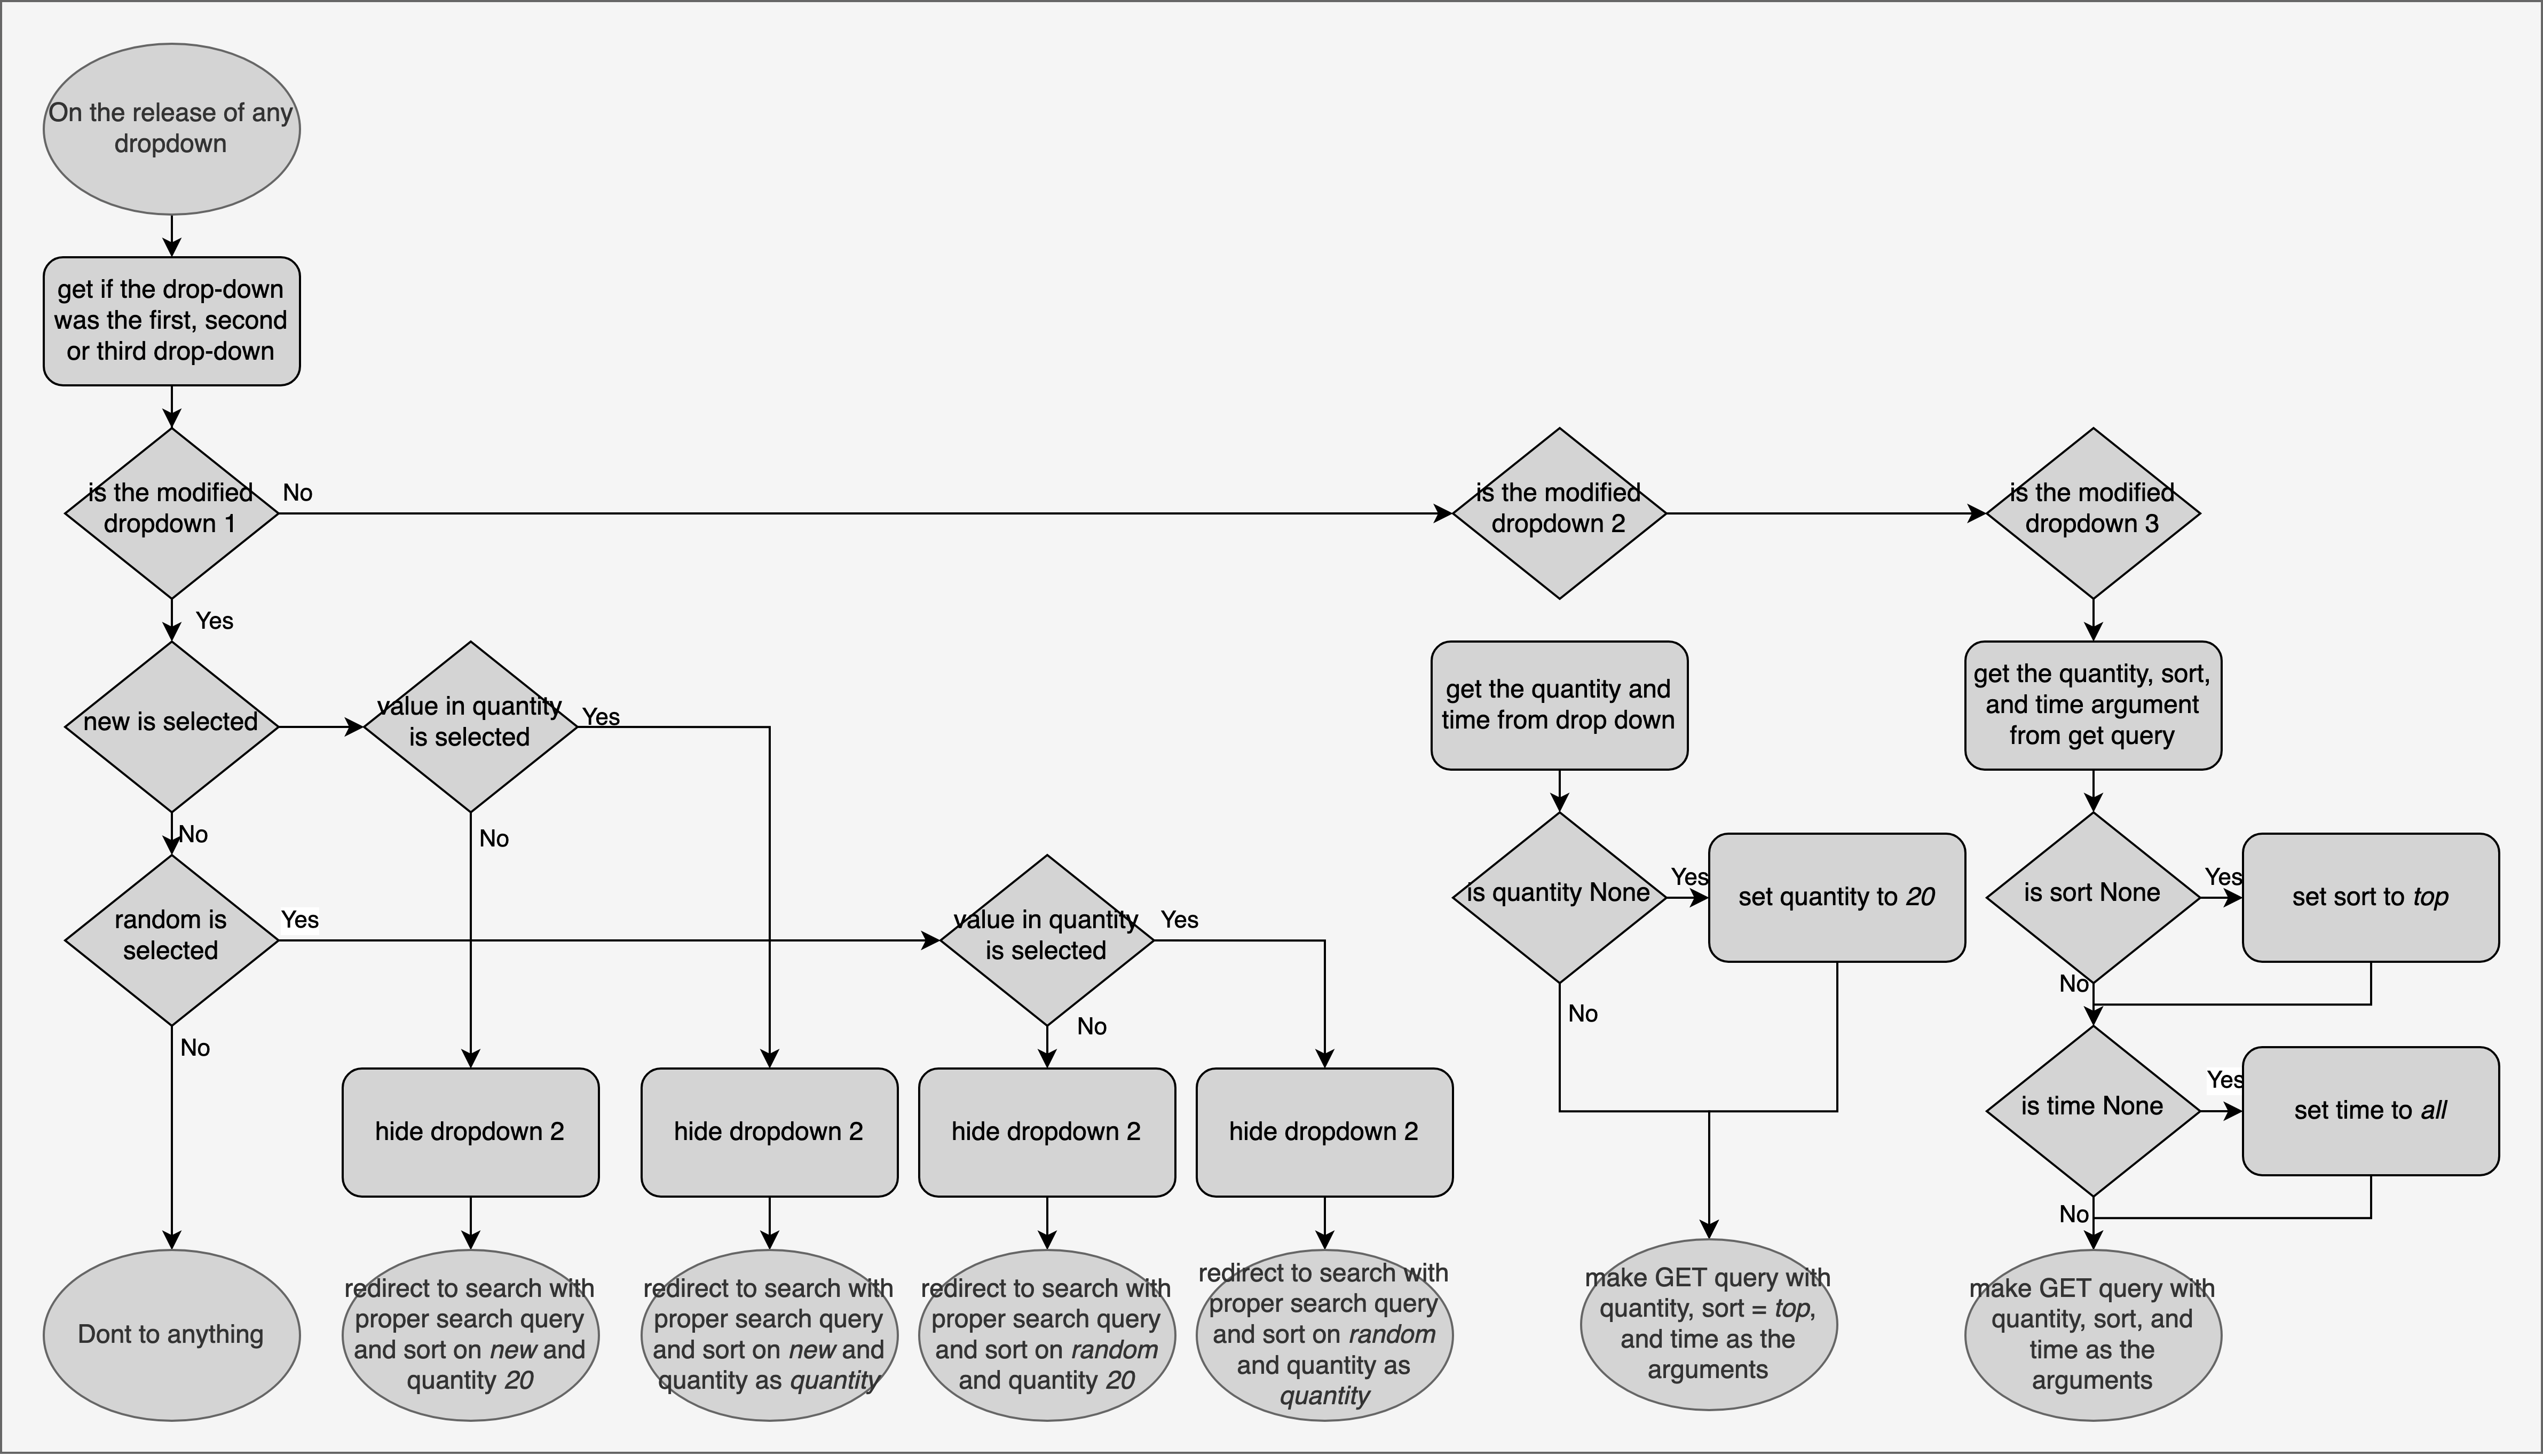 On the release of any
dropdown
get if the drop-down
was the first, second
or third drop-down
is the modified
dropdown 1
No
is the modified
dropdown 2
is the modified
dropdown 3
Yes
new is selected
value in quantity
is selected
Yes
No
No
get the quantity and
time from drop down
get the quantity, sort,
and time argument
from get query
random is
selected
Yes
No
value in quantity
is selected
Yes
No
is quantity None
Yes
set quantity to 20
No
is sort None
Yes
set sort to top
No
is time None
Yes
set time to all
No
hide dropdown 2
hide dropdown 2
hide dropdown 2
hide dropdown 2
Dont to anything
redirect to search with
proper search query
and sort on new and
quantity 20
redirect to search with
proper search query
and sort on new and
quantity as quantity
redirect to search with
proper search query
and sort on random
and quantity 20
redirect to search with
proper search query
and sort on random
and quantity as
quantity
make GET query with
quantity, sort = top,
and time as the
arguments
make GET query with
quantity, sort, and
time as the
arguments